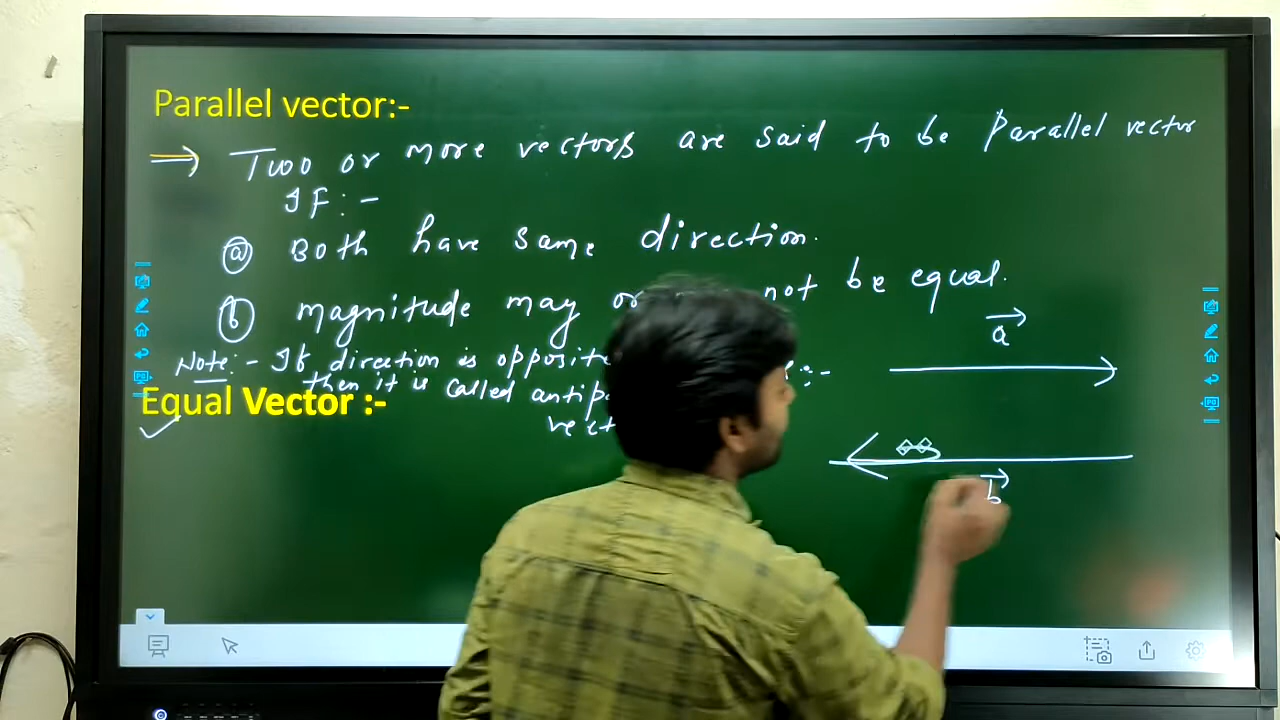 Parallel vector:-
⇒ Two or more vectors are said to be Parallel vector
If :-
(a) Both have same direction.
(b) magnitude may or not be equal.
Note:- If direction is opposite
then it is called
Equal Vector :-
a
b